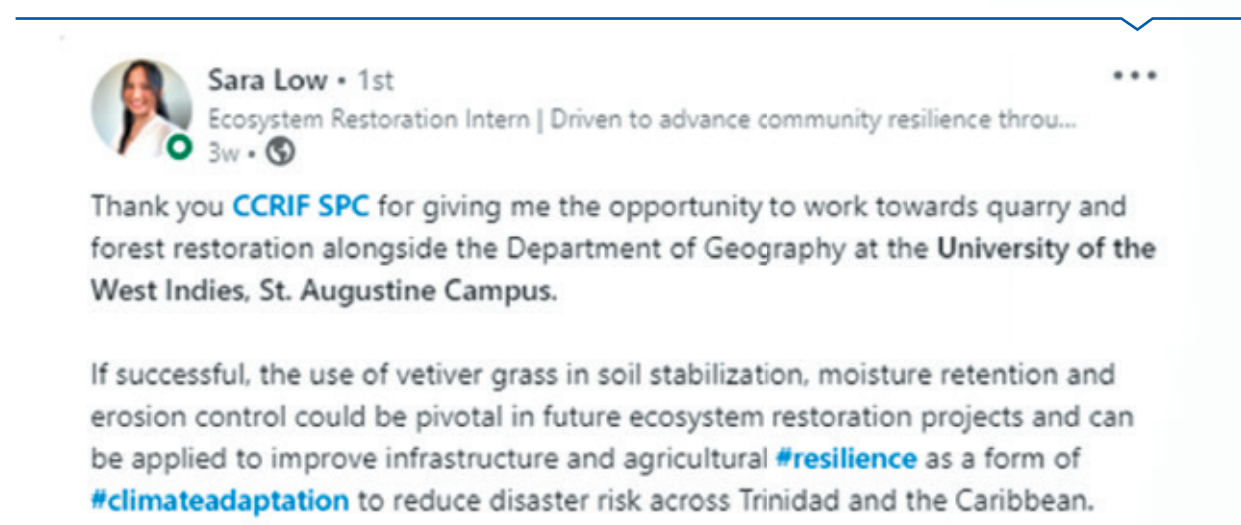 Sara Low • 1st
Ecosystem Restoration Intern | Driven to advance community resilience throu...
3w •
Thank you CCRIF SPC for giving me the opportunity to work towards quarry and
forest restoration alongside the Department of Geography at the University of the
West Indies, St. Augustine Campus.
If successful, the use of vetiver grass in soil stabilization, moisture retention and
erosion control could be pivotal in future ecosystem restoration projects and can
be applied to improve infrastructure and agricultural #resilience as a form of
#climateadaptation to reduce disaster risk across Trinidad and the Caribbean.